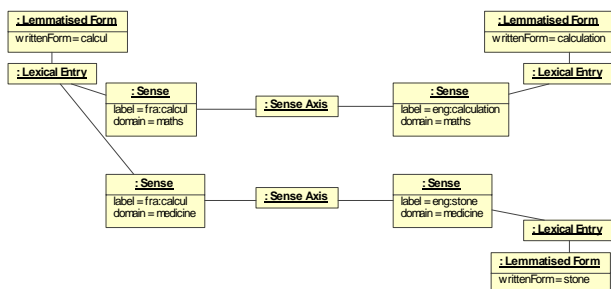 : Lemmatised Form
writtenForm = calcul
: Lexical Entry
: Lemmatised Form
writtenForm = calculation
: Lexical Entry
: Sense
label = fra:calcul
domain = maths
: Sense Axis
: Sense
label = eng:calculation
domain = maths
: Sense
label = fra:calcul
domain = medicine
: Sense Axis
: Sense
label = eng:stone
domain = medicine
: Lexical Entry
: Lemmatised Form
writtenForm = stone